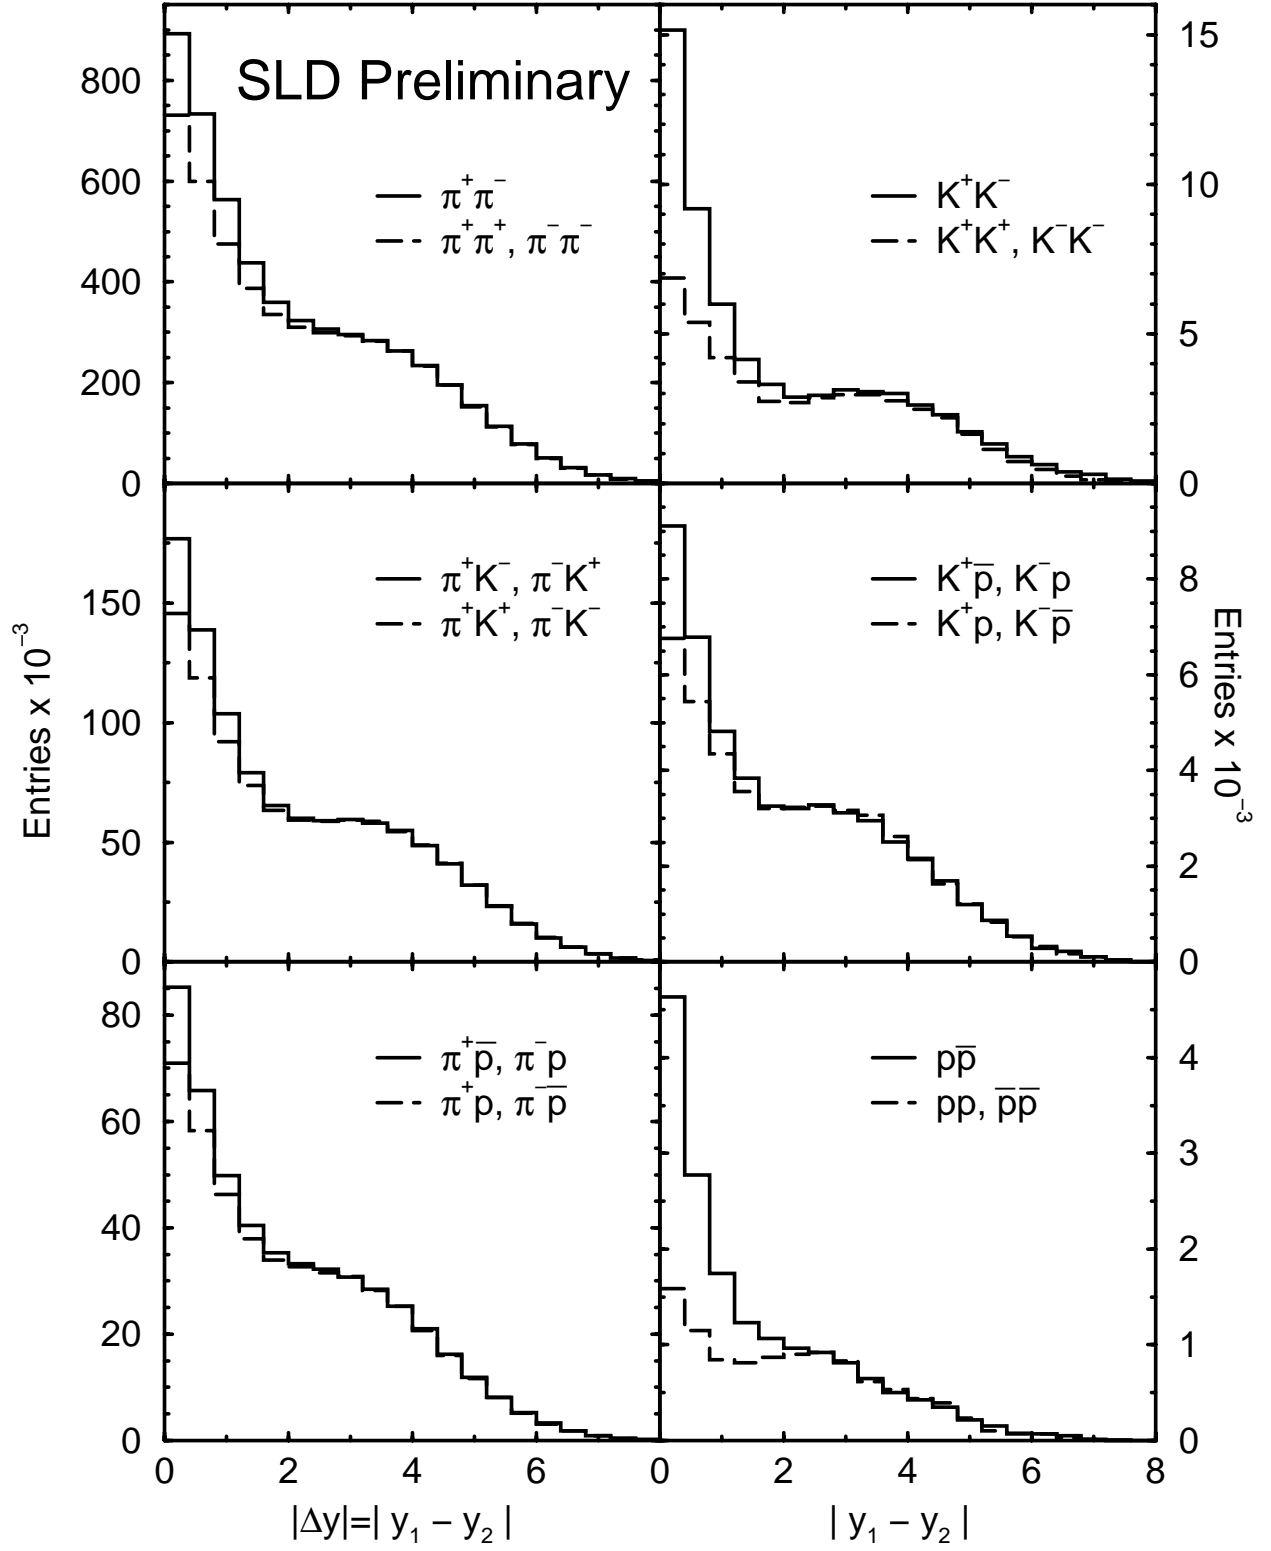 SLD Preliminary
800
600
400
200
0
π⁺π⁻
π⁺π⁺, π⁻π⁻
15
10
5
0
K⁺K⁻
K⁺K⁺, K⁻K⁻
150
100
50
0
π⁺K⁻, π⁻K⁺
π⁺K⁺, π⁻K⁻
8
6
4
2
0
K⁺p̅, K⁻p
K⁺p, K⁻p̅
Entries x 10⁻³
Entries x 10⁻³
80
60
40
20
0
π⁺p̅, π⁻p
π⁺p, π⁻p̅
4
3
2
1
0
pp̅
pp, p̅p̅
0 2 4 6 0 2 4 6 8
|Δy|=| y₁ – y₂ |
| y₁ – y₂ |